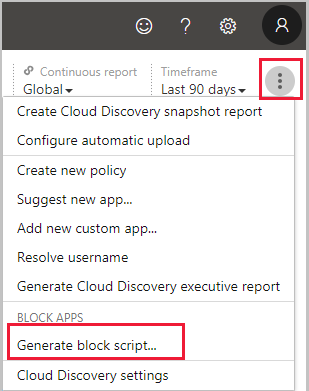 Continuous report
Timeframe
Global
Last 90 days
Create Cloud Discovery snapshot report
Configure automatic upload
Create new policy
Suggest new app...
Add new custom app...
Resolve username
Generate Cloud Discovery executive report
BLOCK APPS
Generate block script...
Cloud Discovery settings